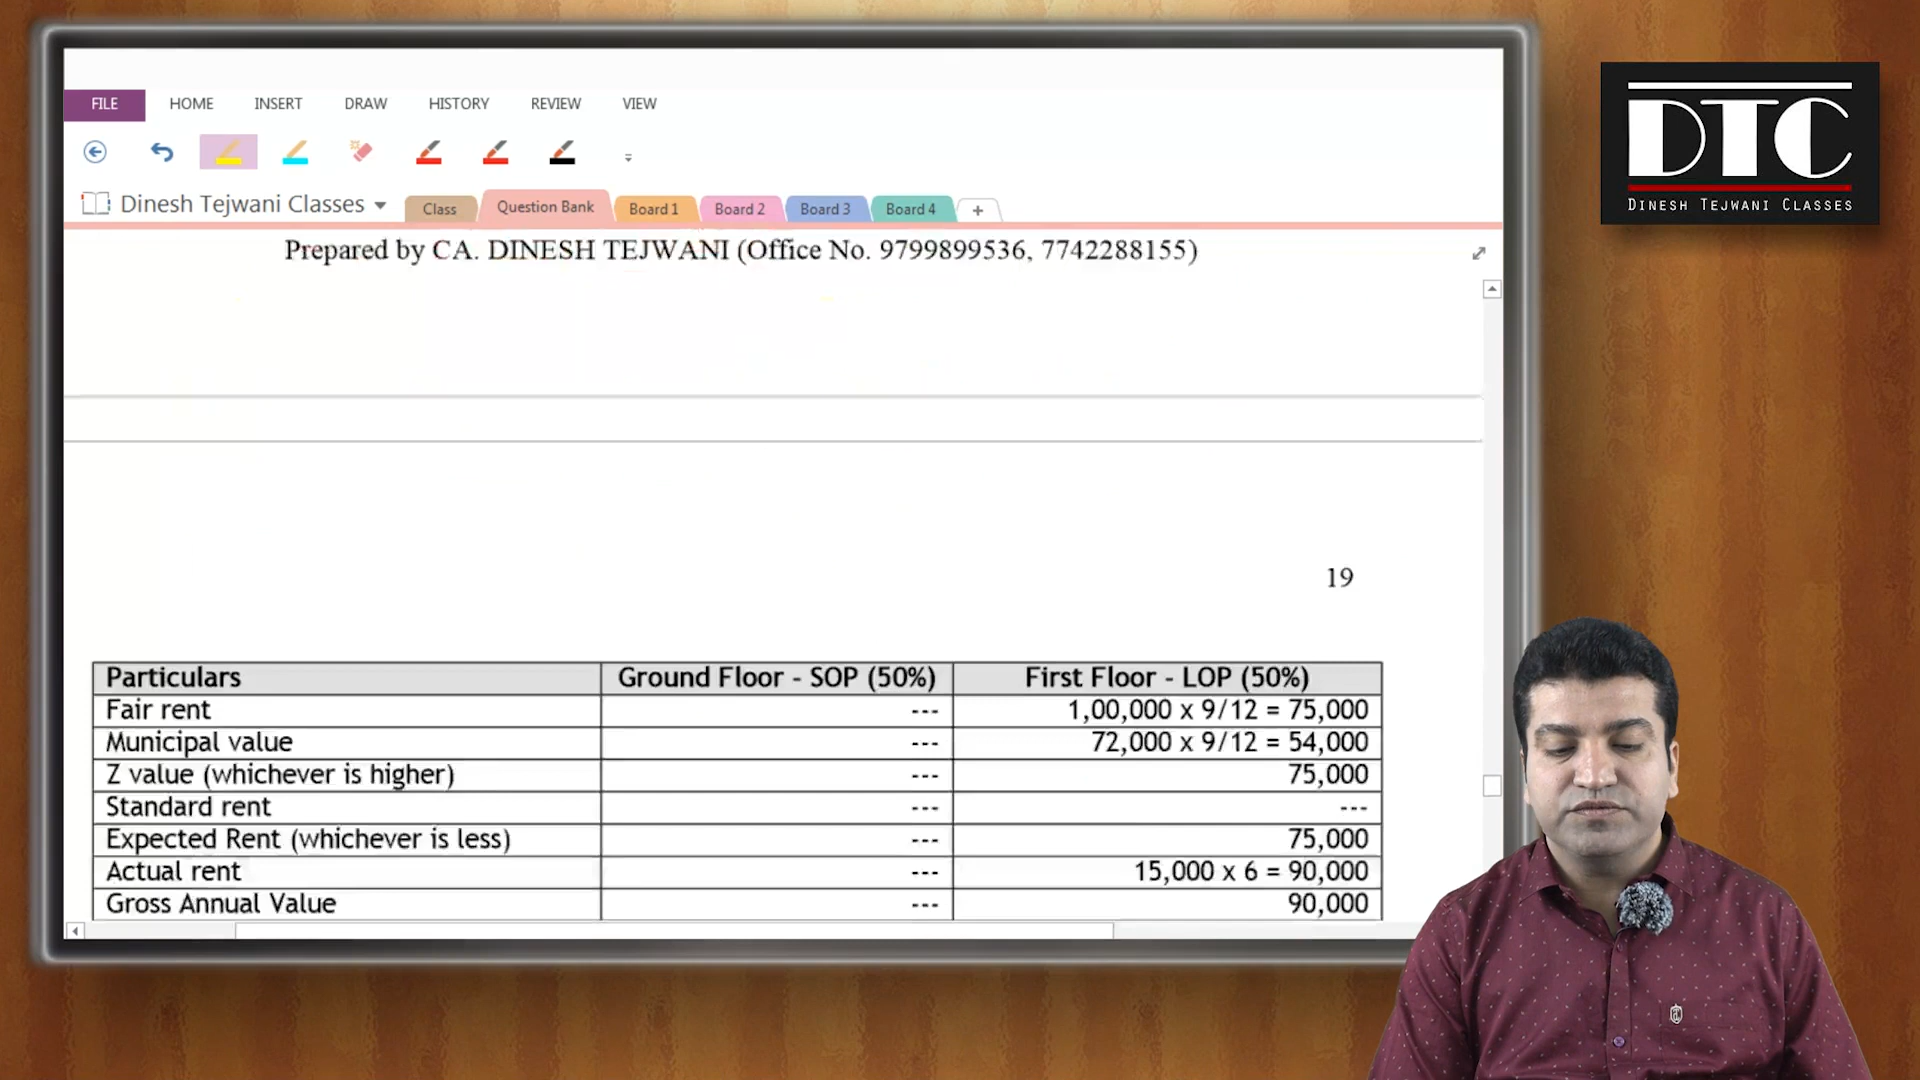 DTC
DINESH TEJWANI CLASSES
FILE HOME INSERT DRAW HISTORY REVIEW VIEW
Dinesh Tejwani Classes Class Question Bank Board 1 Board 2 Board 3 Board 4 +
Prepared by CA. DINESH TEJWANI (Office No. 9799899536, 7742288155)
19
Particulars Ground Floor - SOP (50%) First Floor - LOP (50%)
Fair rent --- 1,00,000 x 9/12 = 75,000
Municipal value --- 72,000 x 9/12 = 54,000
Z value (whichever is higher) --- 75,000
Standard rent --- ---
Expected Rent (whichever is less) --- 75,000
Actual rent --- 15,000 x 6 = 90,000
Gross Annual Value --- 90,000